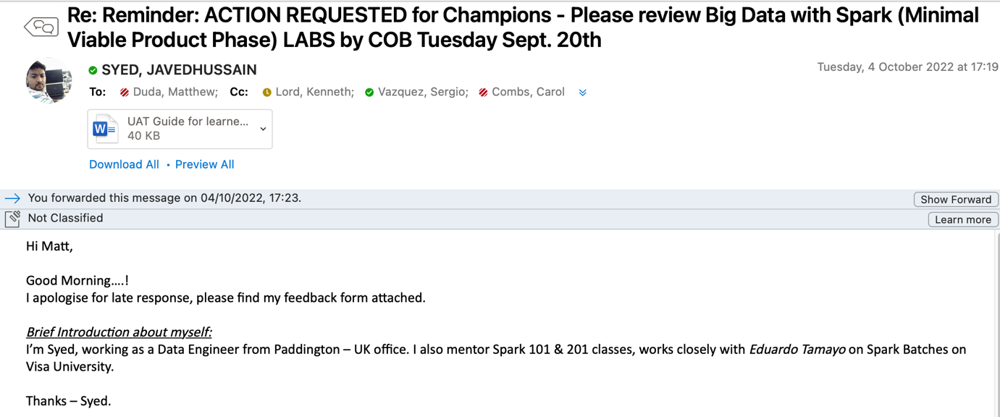 Re: Reminder: ACTION REQUESTED for Champions - Please review Big Data with Spark (Minimal
Viable Product Phase) LABS by COB Tuesday Sept. 20th
SYED, JAVEDHUSSAIN
Tuesday, 4 October 2022 at 17:19
To: Duda, Matthew; Cc: Lord, Kenneth; Vazquez, Sergio; Combs, Carol
W
UAT Guide for learne...
40 KB
Download All • Preview All
You forwarded this message on 04/10/2022, 17:23.
Show Forward
Not Classified
Learn more
Hi Matt,
Good Morning....!
I apologise for late response, please find my feedback form attached.
Brief Introduction about myself:
I'm Syed, working as a Data Engineer from Paddington – UK office. I also mentor Spark 101 & 201 classes, works closely with Eduardo Tamayo on Spark Batches on
Visa University.
Thanks – Syed.